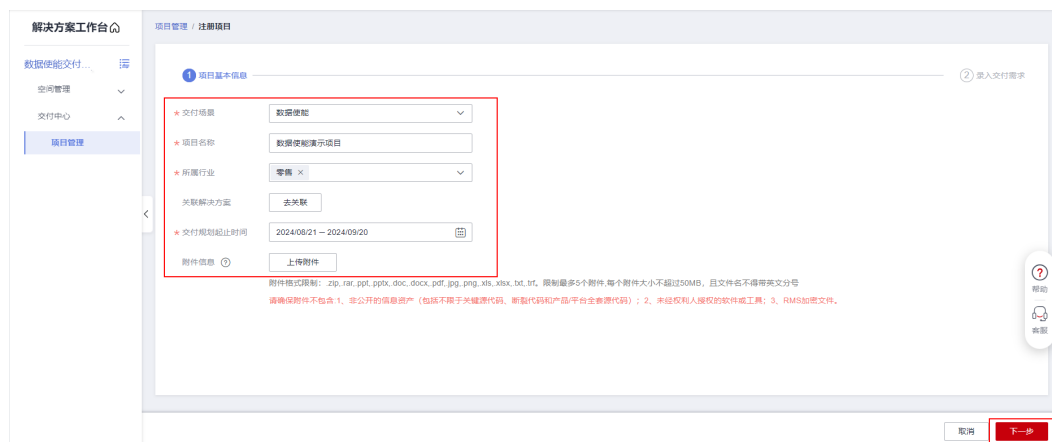 解决方案工作台
项目管理 / 注册项目
数据使能交付...
空间管理
交付中心
项目管理
1 项目基本信息
2 录入交付需求
* 交付场景 数据使能
* 项目名称 数据使能演示项目
* 所属行业 零售 ×
关联解决方案 去关联
* 交付规划起止时间 2024/08/21 — 2024/09/20
附件信息 ? 上传附件
附件格式限制：.zip,.rar,.ppt,.pptx,.doc,.docx,.pdf,.jpg,.png,.xls,.xlsx,.txt,.trf。限制最多5个附件,每个附件大小不超过50MB，且文件名不得带英文分号
请确保附件不包含:1、非公开的信息资产（包括不限于关键源代码、断裂代码和产品/平台全套源代码）；2、未经权利人授权的软件或工具；3、RMS加密文件。
帮助
客服
取消
下一步